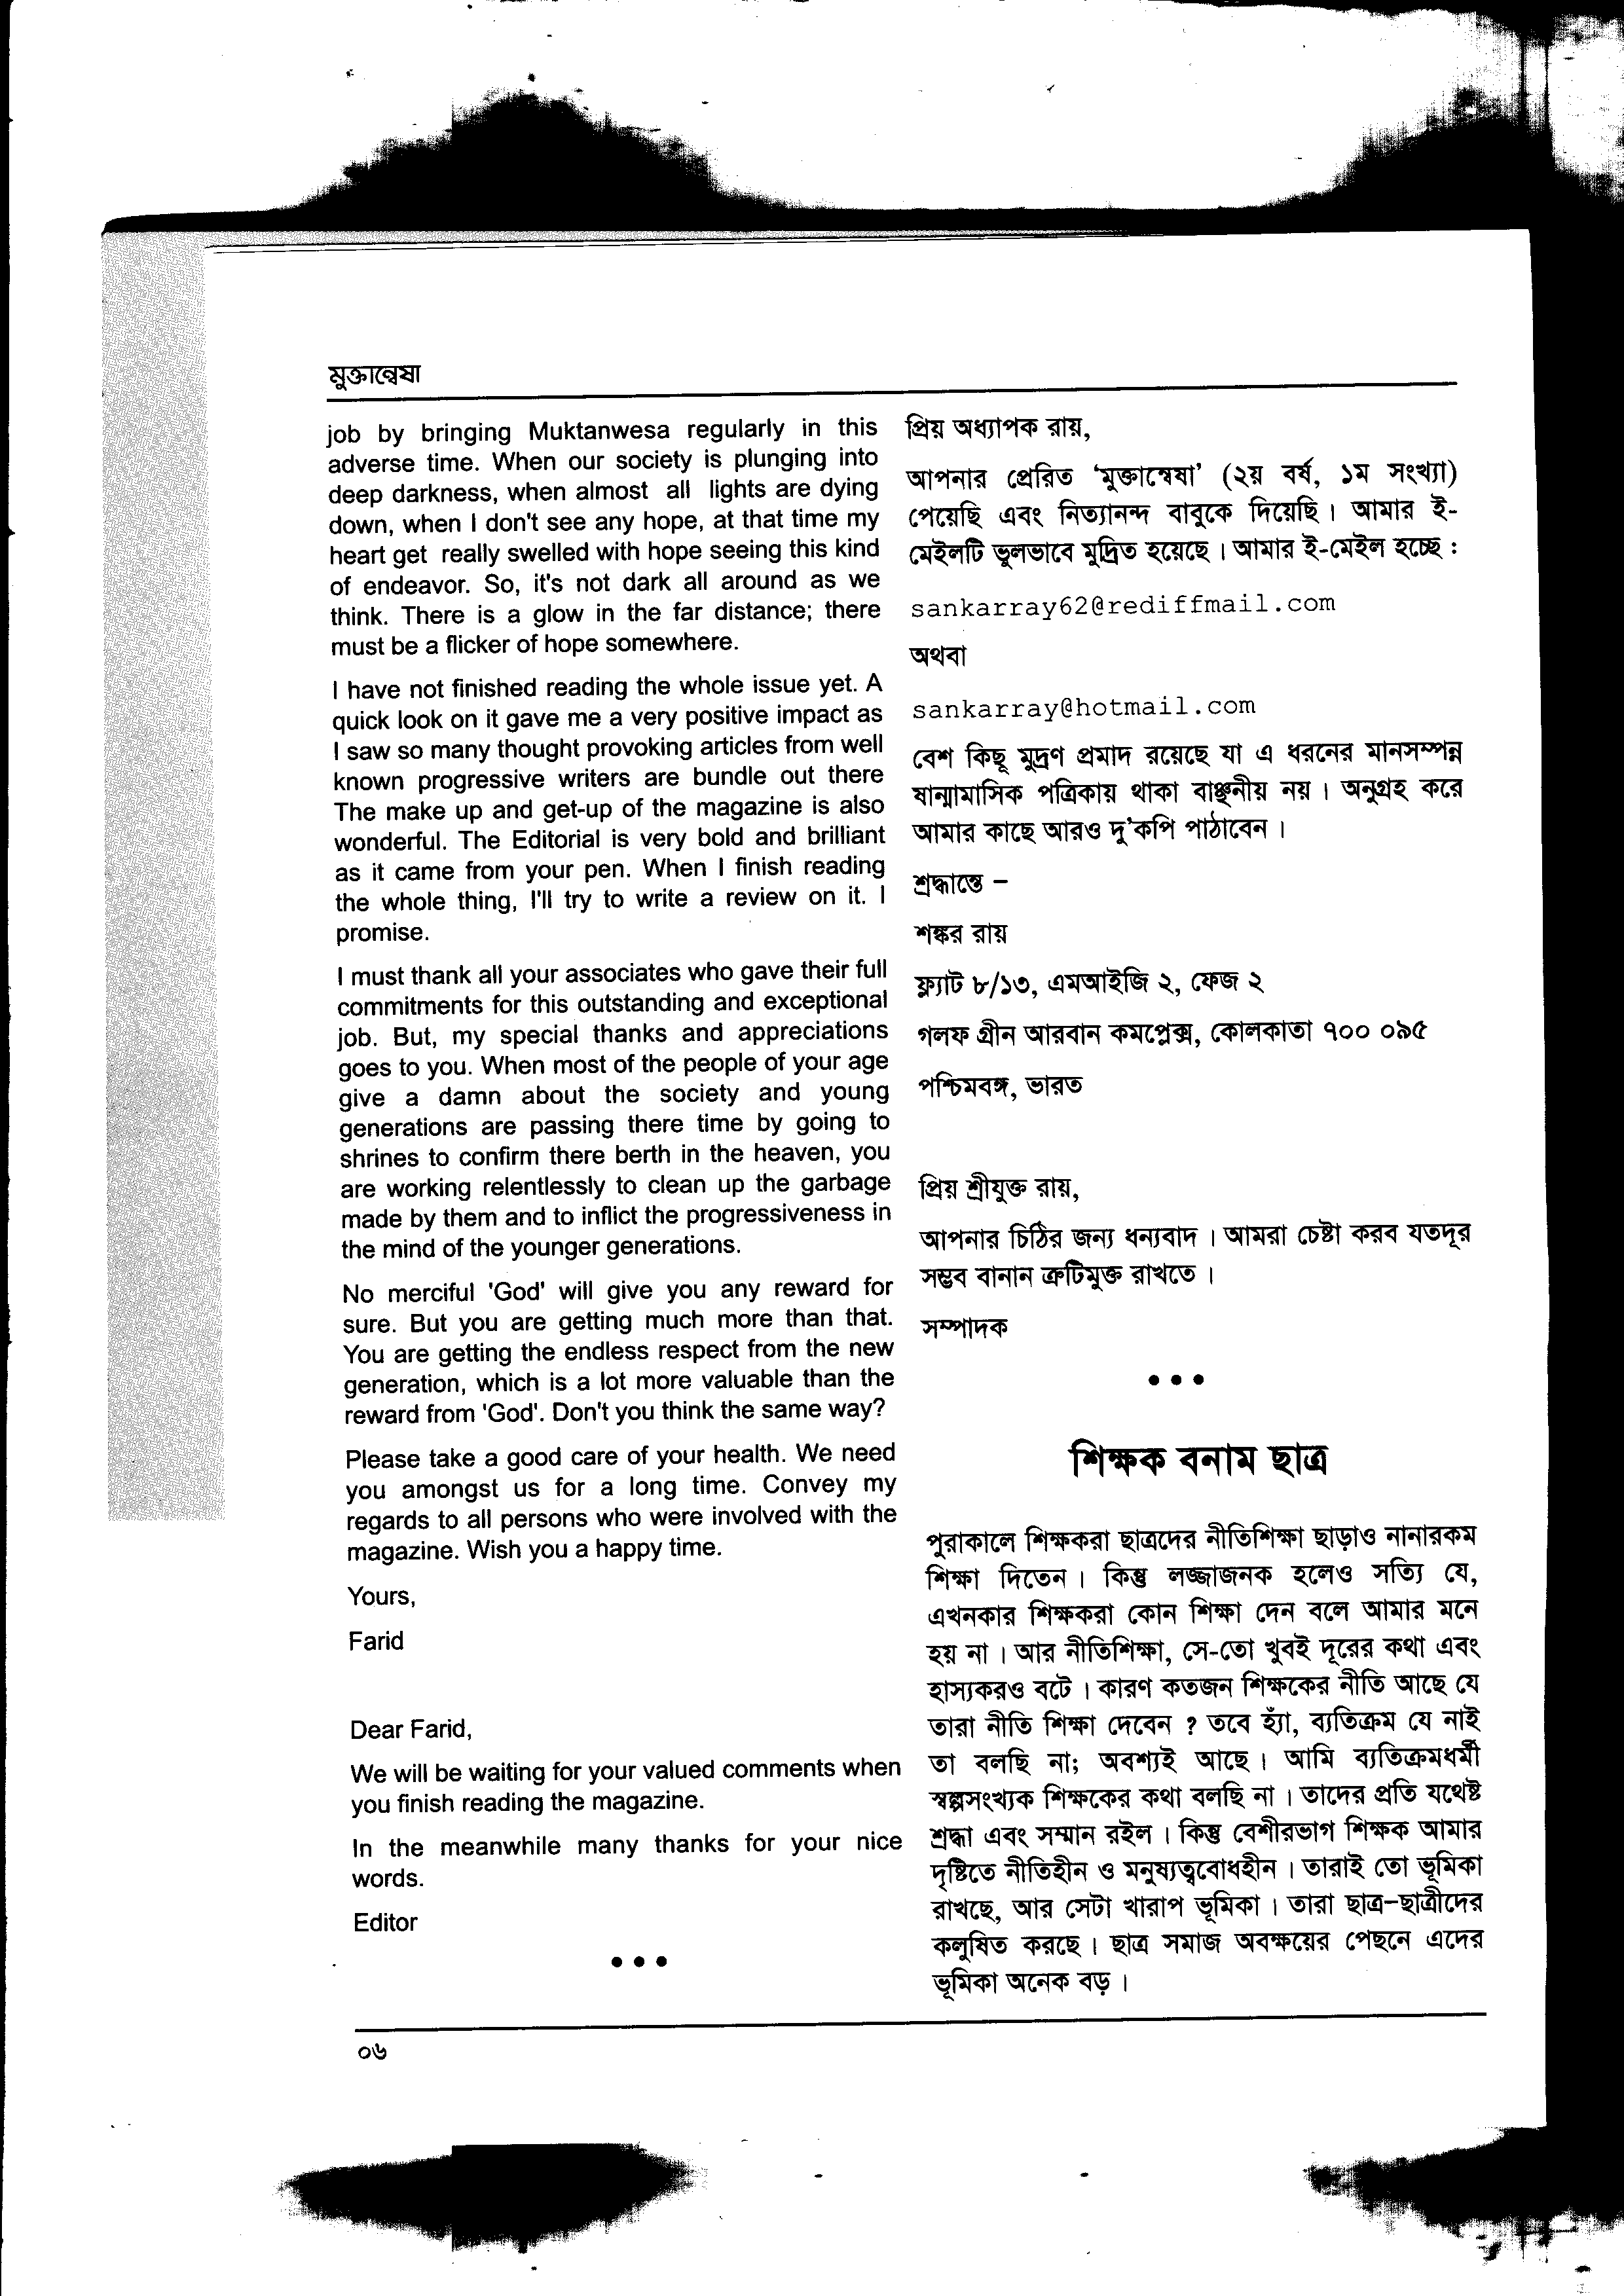 মুক্তান্বেষা
job by bringing Muktanwesa regularly in this
adverse time. When our society is plunging into
deep darkness, when almost all lights are dying
down, when I don't see any hope, at that time my
heart get really swelled with hope seeing this kind
of endeavor. So, it's not dark all around as we
think. There is a glow in the far distance; there
must be a flicker of hope somewhere.
I have not finished reading the whole issue yet. A
quick look on it gave me a very positive impact as
I saw so many thought provoking articles from well
known progressive writers are bundle out there
The make up and get-up of the magazine is also
wonderful. The Editorial is very bold and brilliant
as it came from your pen. When I finish reading
the whole thing, I'll try to write a review on it. I
promise.
I must thank all your associates who gave their full
commitments for this outstanding and exceptional
job. But, my special thanks and appreciations
goes to you. When most of the people of your age
give a damn about the society and young
generations are passing there time by going to
shrines to confirm there berth in the heaven, you
are working relentlessly to clean up the garbage
made by them and to inflict the progressiveness in
the mind of the younger generations.
No merciful 'God' will give you any reward for
sure. But you are getting much more than that.
You are getting the endless respect from the new
generation, which is a lot more valuable than the
reward from 'God'. Don't you think the same way?
Please take a good care of your health. We need
you amongst us for a long time. Convey my
regards to all persons who were involved with the
magazine. Wish you a happy time.
Yours,
Farid
Dear Farid,
We will be waiting for your valued comments when
you finish reading the magazine.
In the meanwhile many thanks for your nice
words.
Editor
•••
প্রিয় অধ্যাপক রায়,
আপনার প্রেরিত ‘মুক্তান্বেষা’ (২য় বর্ষ, ১ম সংখ্যা)
পেয়েছি এবং নিত্যানন্দ বাবুকে দিয়েছি। আমার ই-
মেইলটি ভুলভাবে মুদ্রিত হয়েছে। আমার ই-মেইল হচ্ছে :
sankarray62@rediffmail.com
অথবা
sankarray@hotmail.com
বেশ কিছূ মুদ্রণ প্রমাদ রয়েছে যা এ ধরনের মানসম্পন্ন
ষান্মামাসিক পত্রিকায় থাকা বাঞ্ছনীয় নয়। অনুগ্রহ করে
আমার কাছে আরও দু’কপি পাঠাবেন।
শ্রদ্ধান্তে –
শঙ্কর রায়
ফ্ল্যাট ৮/১৩, এমআইজি ২, ফেজ ২
গলফ গ্রীন আরবান কমপ্লেক্স, কোলকাতা ৭০০ ০৯৫
পশ্চিমবঙ্গ, ভারত
প্রিয় শ্রীযুক্ত রায়,
আপনার চিঠির জন্য ধন্যবাদ। আমরা চেষ্টা করব যতদূর
সম্ভব বানান ত্রুটিমুক্ত রাখতে।
সম্পাদক
•••
শিক্ষক বনাম ছাত্র
পুরাকালে শিক্ষকরা ছাত্রদের নীতিশিক্ষা ছাড়াও নানারকম
শিক্ষা দিতেন। কিন্তু লজ্জাজনক হলেও সত্যি যে,
এখনকার শিক্ষকরা কোন শিক্ষা দেন বলে আমার মনে
হয় না। আর নীতিশিক্ষা, সে-তো খুবই দূরের কথা এবং
হাস্যকরও বটে। কারণ কতজন শিক্ষকের নীতি আছে যে
তারা নীতি শিক্ষা দেবেন ? তবে হ্যাঁ, ব্যতিক্রম যে নাই
তা বলছি না; অবশ্যই আছে। আমি ব্যতিক্রমধর্মী
স্বল্পসংখ্যক শিক্ষকের কথা বলছি না। তাদের প্রতি যথেষ্ট
শ্রদ্ধা এবং সম্মান রইল। কিন্তু বেশীরভাগ শিক্ষক আমার
দৃষ্টিতে নীতিহীন ও মনুষ্যত্ববোধহীন। তারাই তো ভূমিকা
রাখছে, আর সেটা খারাপ ভূমিকা। তারা ছাত্র-ছাত্রীদের
কলুষিত করছে। ছাত্র সমাজ অবক্ষয়ের পেছনে এদের
ভূমিকা অনেক বড়।
০৬